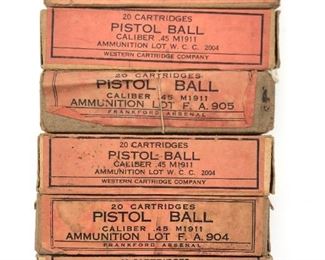 20 CARTRIDGES
PISTOL BALL
CALIBER .45 M1911
AMMUNITION LOT W. C. C. 2004
WESTERN CARTRIDGE COMPANY
20 CARTRIDGES
PISTOL BALL
CALIBER .45 M1911
AMMUNITION LOT F. A. 905
FRANKFORD ARSENAL
20 CARTRIDGES
PISTOL BALL
CALIBER .45 M1911
AMMUNITION LOT W. C. C. 2004
WESTERN CARTRIDGE COMPANY
20 CARTRIDGES
PISTOL BALL
CALIBER .45 M1911
AMMUNITION LOT F. A. 904
FRANKFORD ARSENAL
20 CARTRIDGES